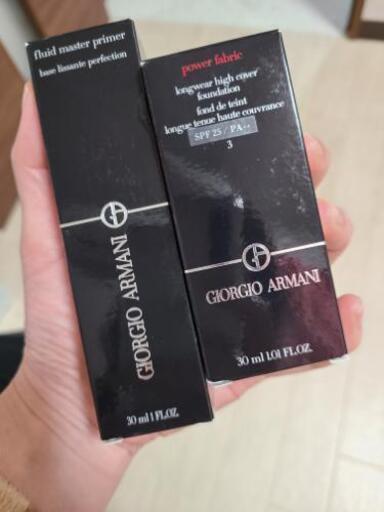 fluid master primer
base lissante perfection
GIORGIO ARMANI
30 ml 1 FL.OZ.
power fabric
longwear high cover
foundation
fond de teint
longue tenue haute couvrance
SPF 25 / PA++
3
GIORGIO ARMANI
30 ml 1.01 FL.OZ.